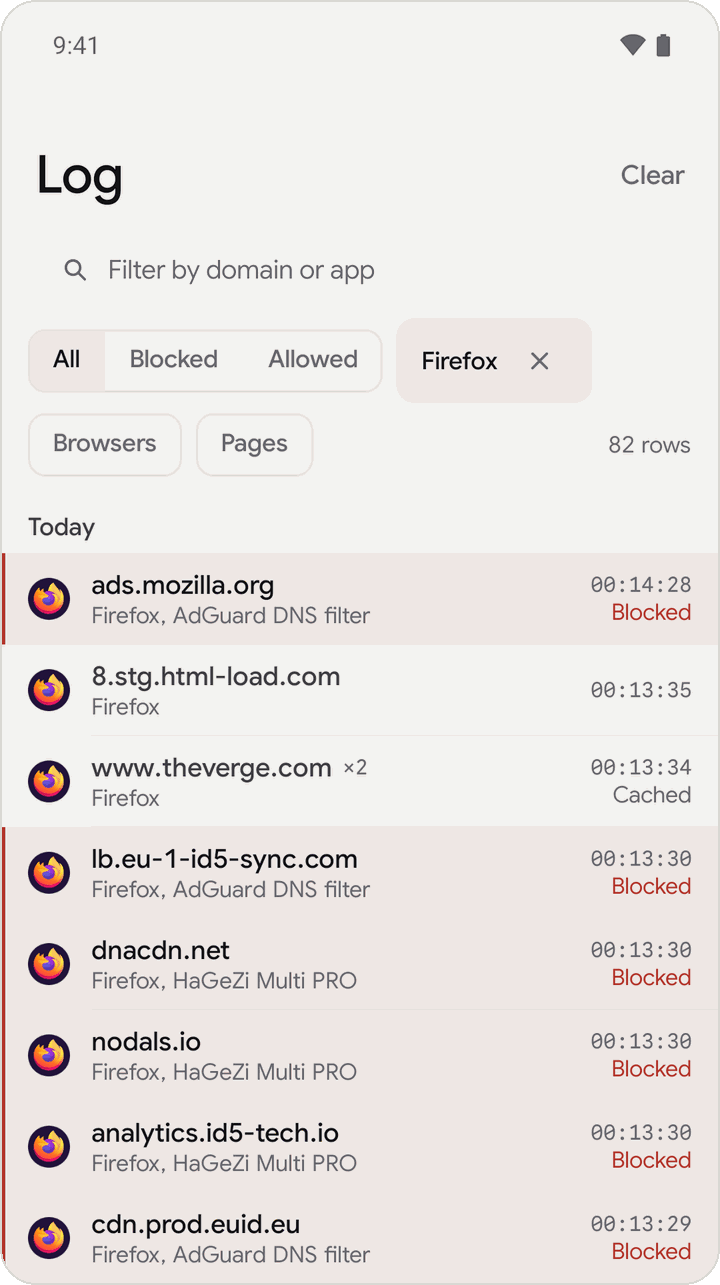 9:41
Log
Clear
Filter by domain or app
All
Blocked
Allowed
Firefox
Browsers
Pages
82 rows
Today
ads.mozilla.org
00:14:28
Firefox, AdGuard DNS filter
Blocked
8.stg.html-load.com
00:13:35
Firefox
www.theverge.com ×2
00:13:34
Firefox
Cached
lb.eu-1-id5-sync.com
00:13:30
Firefox, AdGuard DNS filter
Blocked
dnacdn.net
00:13:30
Firefox, HaGeZi Multi PRO
Blocked
nodals.io
00:13:30
Firefox, HaGeZi Multi PRO
Blocked
analytics.id5-tech.io
00:13:30
Firefox, HaGeZi Multi PRO
Blocked
cdn.prod.euid.eu
00:13:29
Firefox, AdGuard DNS filter
Blocked